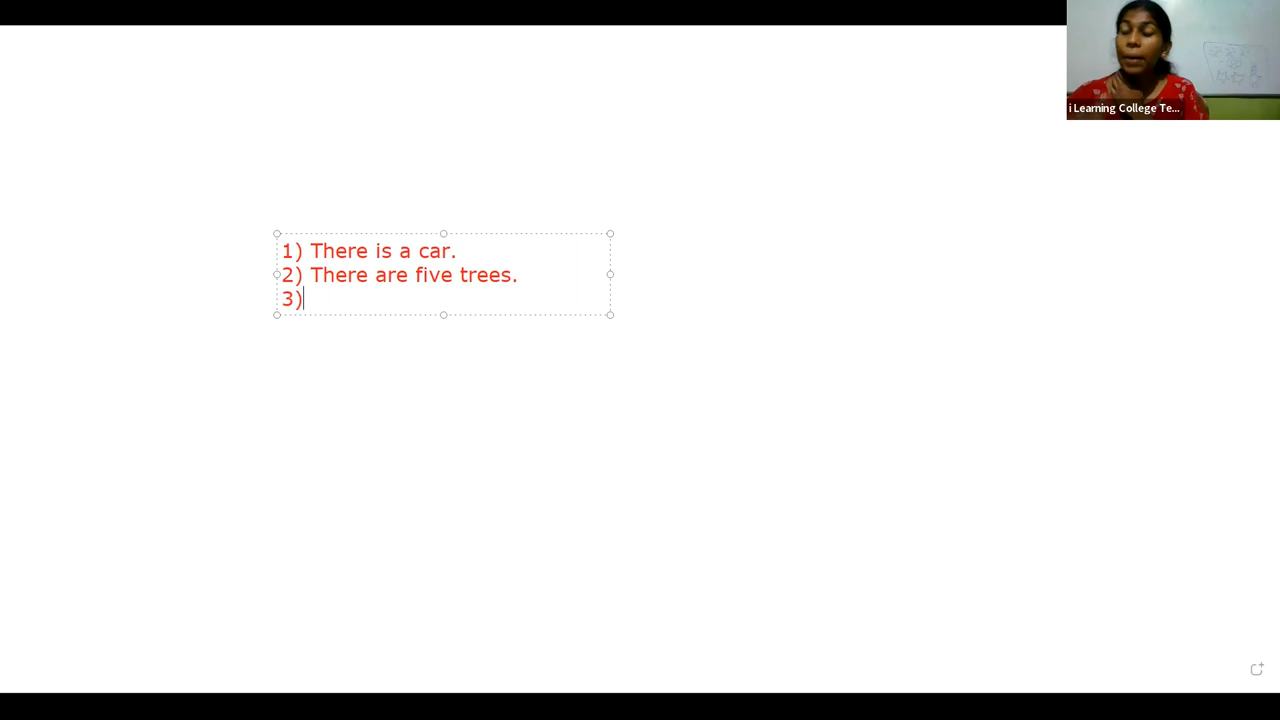 i Learning College Te...
1) There is a car.
2) There are five trees.
3)